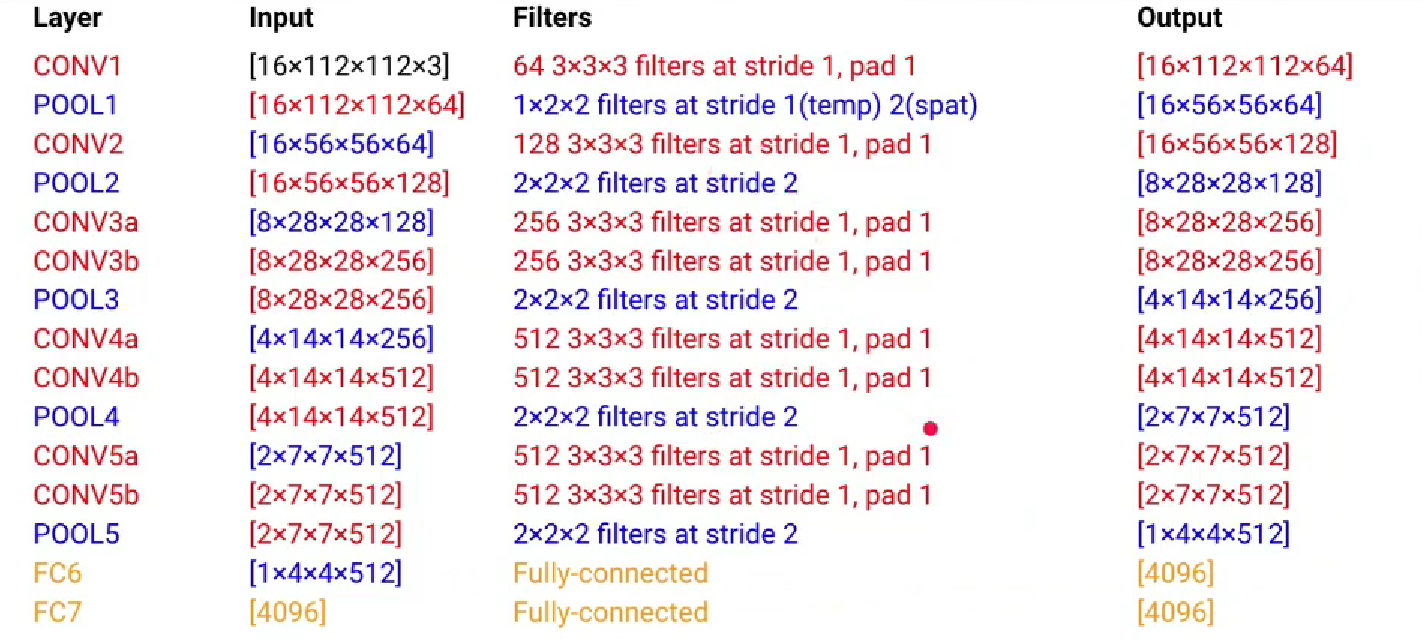 Layer Input Filters Output
CONV1 [16×112×112×3] 64 3×3×3 filters at stride 1, pad 1 [16×112×112×64]
POOL1 [16×112×112×64] 1×2×2 filters at stride 1(temp) 2(spat) [16×56×56×64]
CONV2 [16×56×56×64] 128 3×3×3 filters at stride 1, pad 1 [16×56×56×128]
POOL2 [16×56×56×128] 2×2×2 filters at stride 2 [8×28×28×128]
CONV3a [8×28×28×128] 256 3×3×3 filters at stride 1, pad 1 [8×28×28×256]
CONV3b [8×28×28×256] 256 3×3×3 filters at stride 1, pad 1 [8×28×28×256]
POOL3 [8×28×28×256] 2×2×2 filters at stride 2 [4×14×14×256]
CONV4a [4×14×14×256] 512 3×3×3 filters at stride 1, pad 1 [4×14×14×512]
CONV4b [4×14×14×512] 512 3×3×3 filters at stride 1, pad 1 [4×14×14×512]
POOL4 [4×14×14×512] 2×2×2 filters at stride 2 [2×7×7×512]
CONV5a [2×7×7×512] 512 3×3×3 filters at stride 1, pad 1 [2×7×7×512]
CONV5b [2×7×7×512] 512 3×3×3 filters at stride 1, pad 1 [2×7×7×512]
POOL5 [2×7×7×512] 2×2×2 filters at stride 2 [1×4×4×512]
FC6 [1×4×4×512] Fully-connected [4096]
FC7 [4096] Fully-connected [4096]